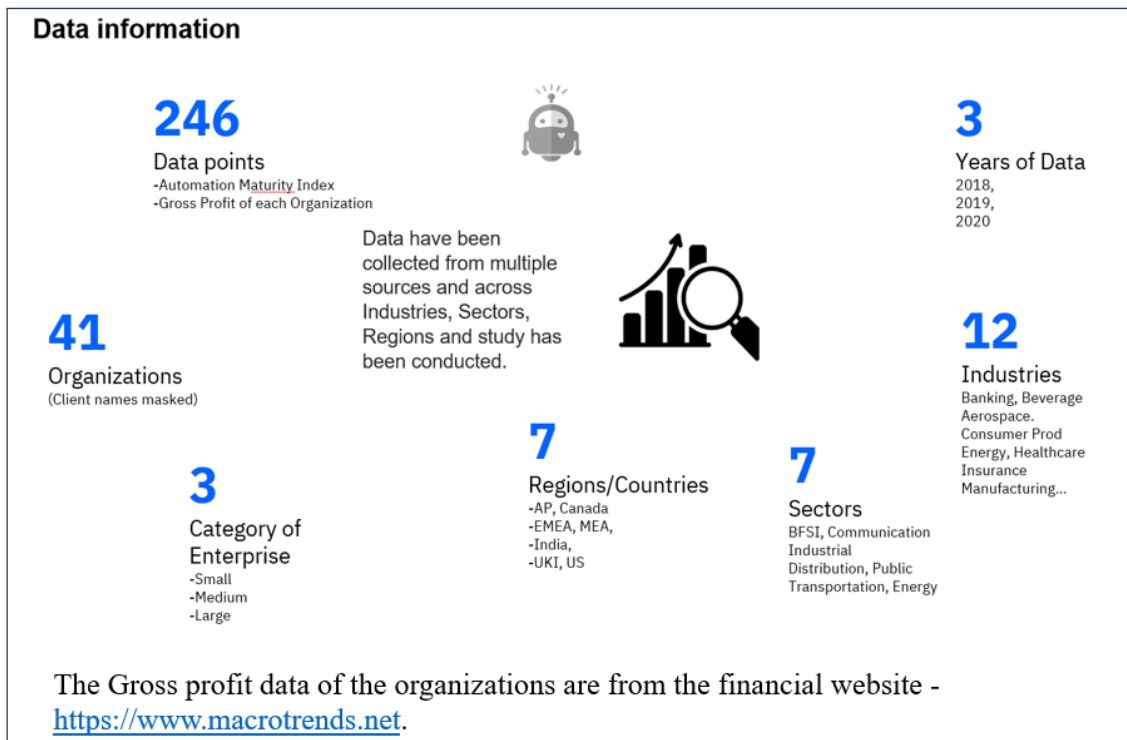 Data information
246
Data points
-Automation Maturity Index
-Gross Profit of each Organization
3
Years of Data
2018,
2019,
2020
Data have been
collected from multiple
sources and across
Industries, Sectors,
Regions and study has
been conducted.
41
Organizations
(Client names masked)
12
Industries
Banking, Beverage
Aerospace.
Consumer Prod
Energy, Healthcare
Insurance
Manufacturing...
3
Category of
Enterprise
-Small
-Medium
-Large
7
Regions/Countries
-AP, Canada
-EMEA, MEA,
-India,
-UKI, US
7
Sectors
BFSI, Communication
Industrial
Distribution, Public
Transportation, Energy
The Gross profit data of the organizations are from the financial website -
https://www.macrotrends.net.